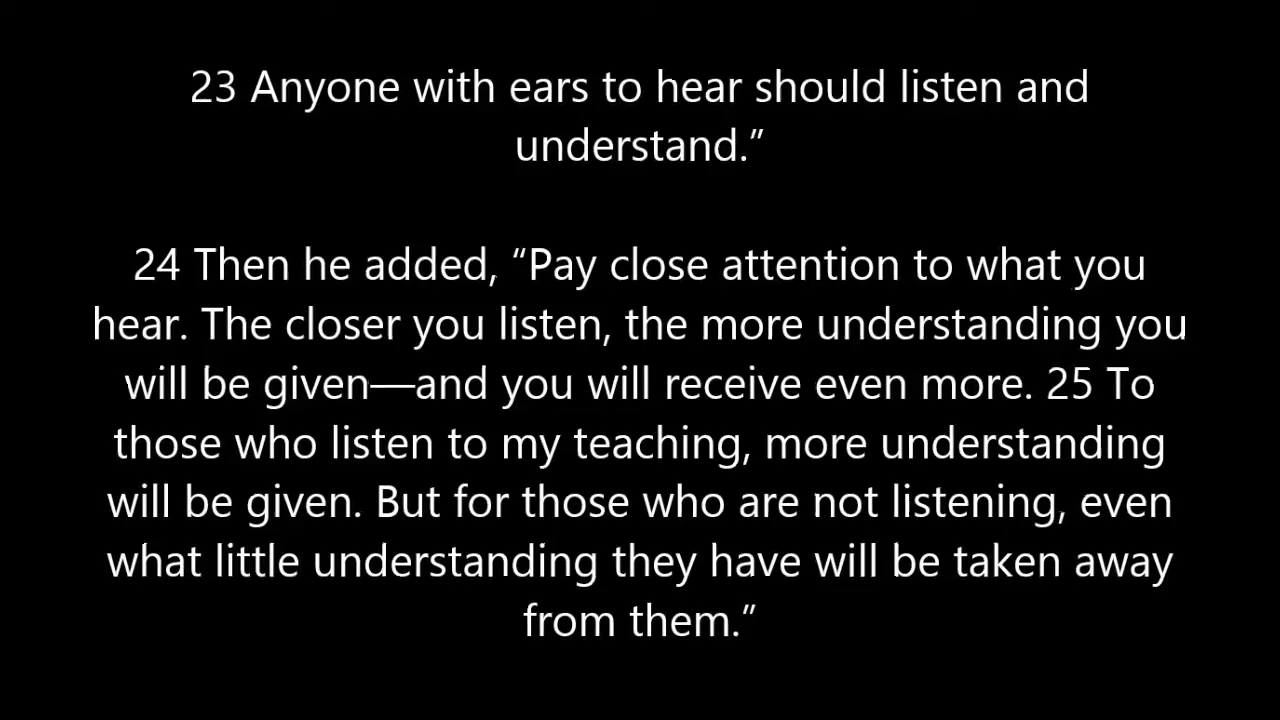 23 Anyone with ears to hear should listen and
understand.”
24 Then he added, “Pay close attention to what you
hear. The closer you listen, the more understanding you
will be given—and you will receive even more. 25 To
those who listen to my teaching, more understanding
will be given. But for those who are not listening, even
what little understanding they have will be taken away
from them.”